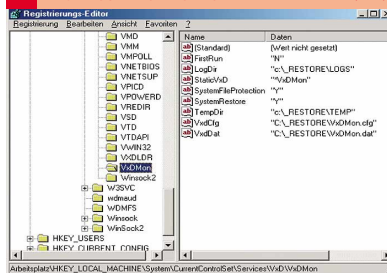 Registrierungs-Editor
Registrierung Bearbeiten Ansicht Favoriten ?
VMD
VMM
VMPOLL
VNETBIOS
VNETSUP
VPICD
VPOWERD
VREDIR
VSD
VTD
VTDAPI
VWIN32
VXDLDR
VxDMon
Winsock2
W3SVC
wdmaud
WDMFS
Winsock
WinSock2
HKEY_USERS
HKEY_CURRENT_CONFIG
Name Daten
(Standard) (Wert nicht gesetzt)
FirstRun "N"
LogDir "c:\_RESTORE\LOGS"
StaticVxD "*VxDMon"
SystemFileProtection "Y"
SystemRestore "Y"
TempDir "c:\_RESTORE\TEMP"
VxdCfg "C:\_RESTORE\VxDMon.cfg"
VxdDat "C:\_RESTORE\VxDMon.dat"
Arbeitsplatz\HKEY_LOCAL_MACHINE\System\CurrentControlSet\Services\VxD\VxDMon